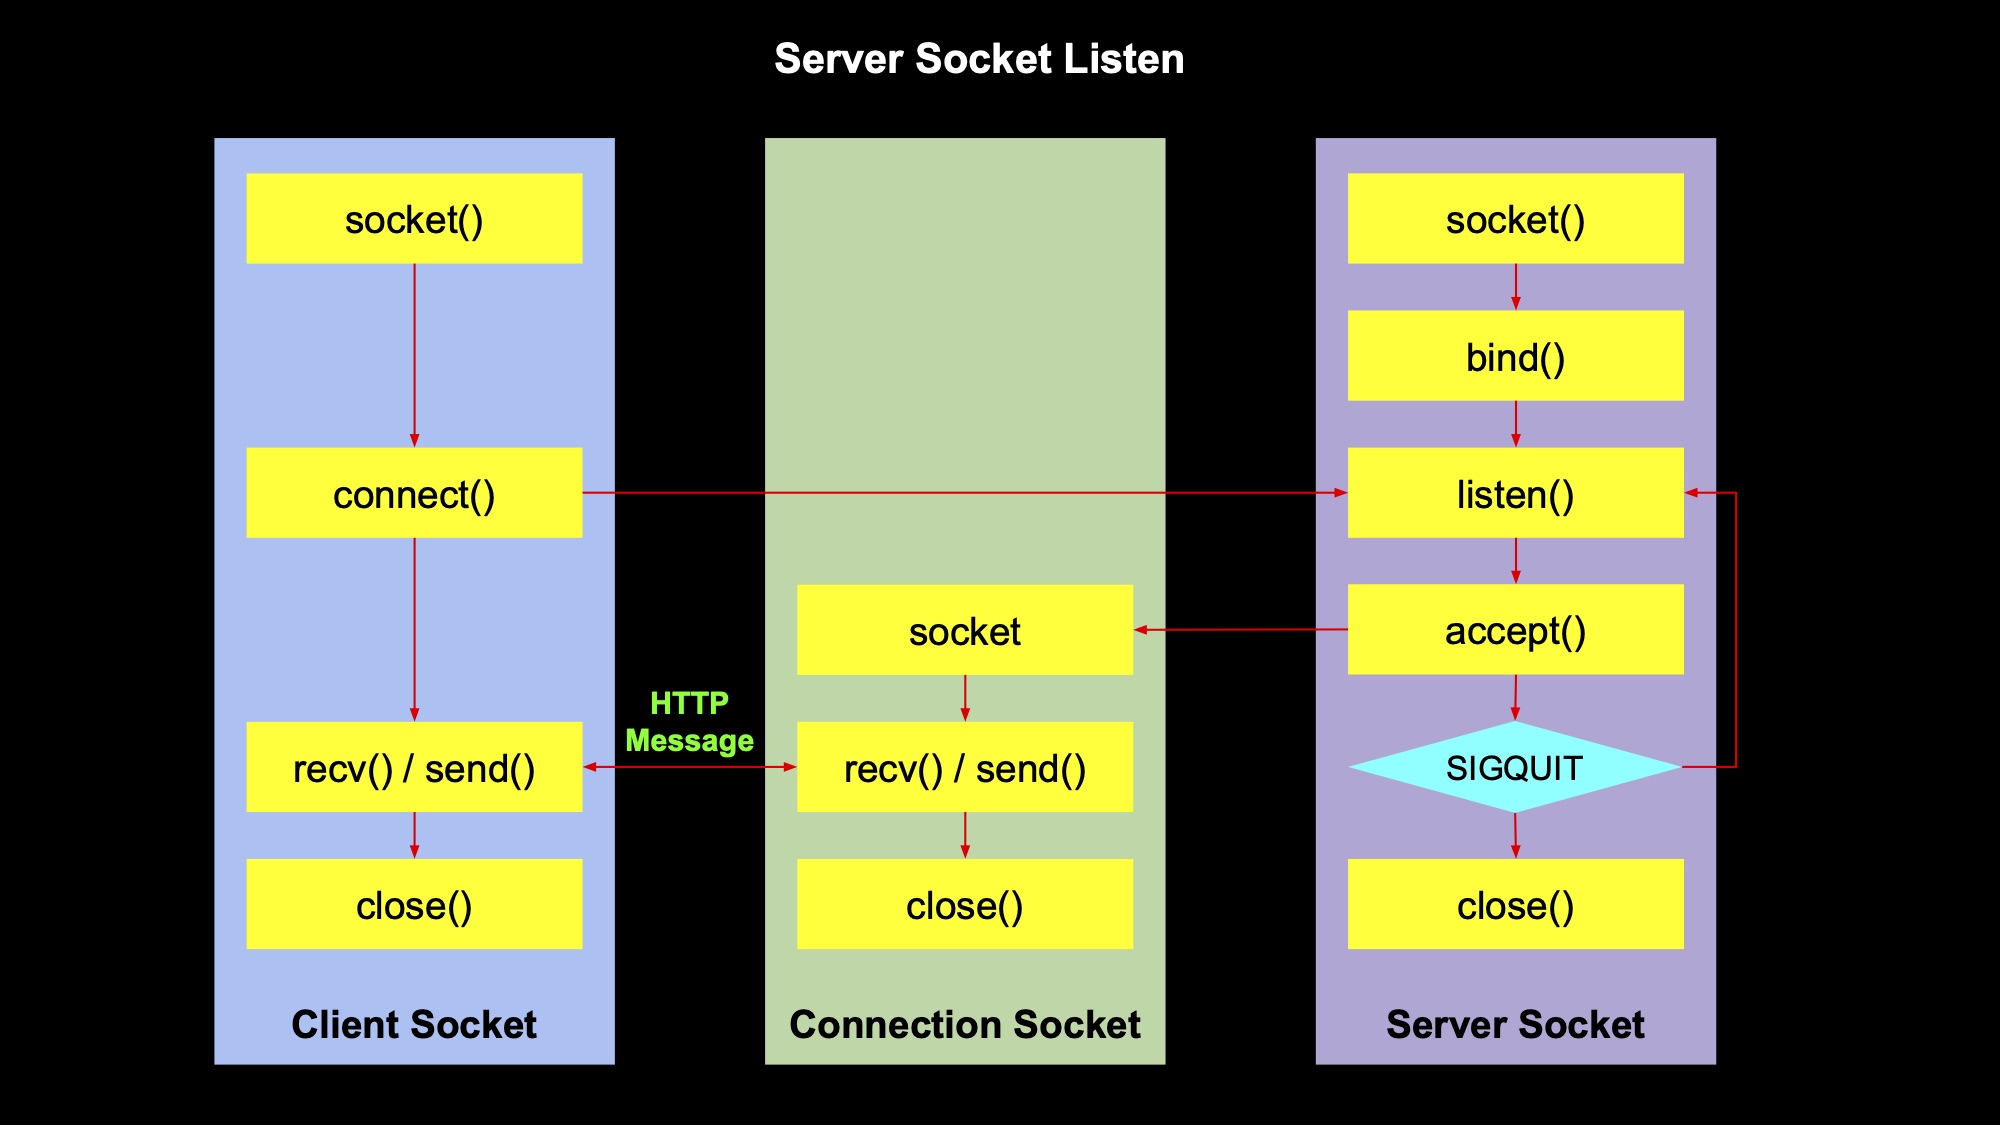 Server Socket Listen
socket()
connect()
recv() / send()
close()
Client Socket
HTTP
Message
socket
recv() / send()
close()
Connection Socket
socket()
bind()
listen()
accept()
SIGQUIT
close()
Server Socket